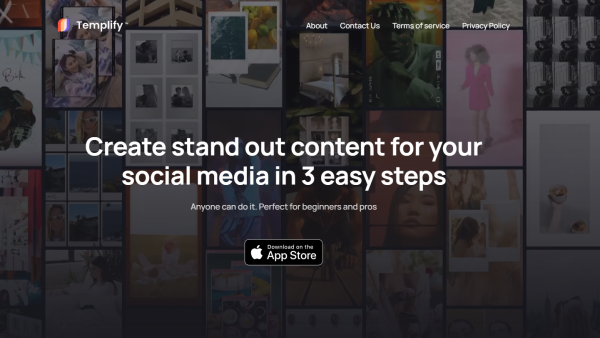 Templify
About Contact Us Terms of service Privacy Policy
Create stand out content for your
social media in 3 easy steps
Anyone can do it. Perfect for beginners and pros
Download on the
App Store